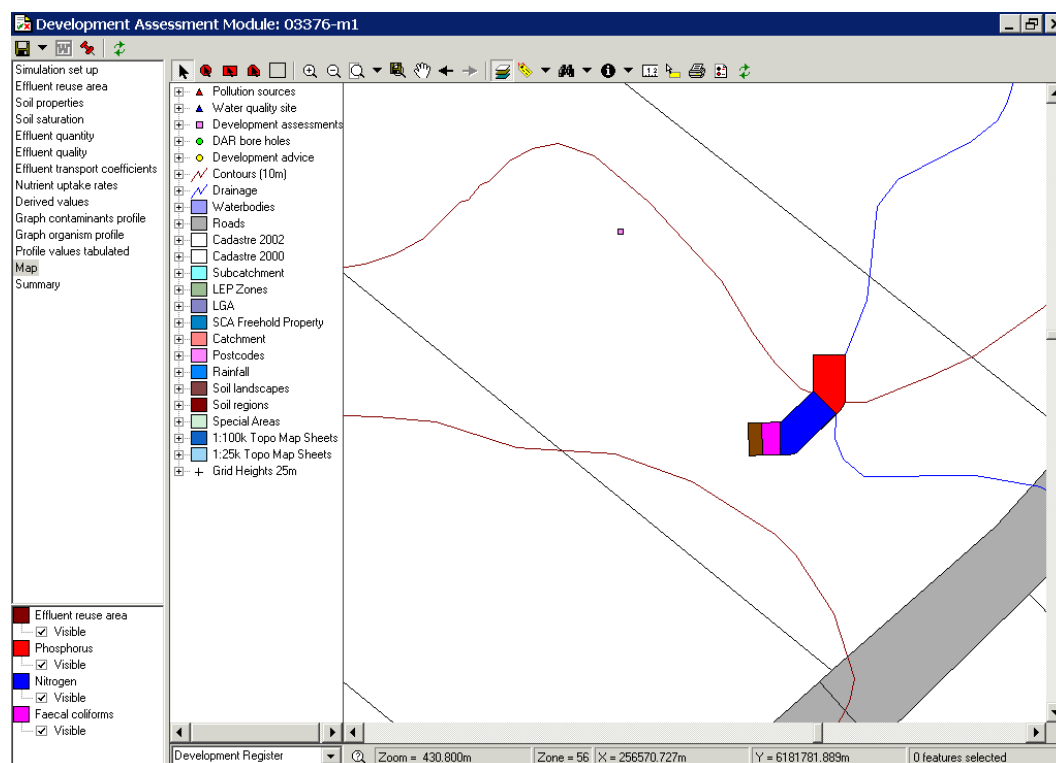 Development Assessment Module: 03376-m1
Simulation set up
Effluent reuse area
Soil properties
Soil saturation
Effluent quantity
Effluent quality
Effluent transport coefficients
Nutrient uptake rates
Derived values
Graph contaminants profile
Graph organism profile
Profile values tabulated
Map
Summary
Pollution sources
Water quality site
Development assessments
DAR bore holes
Development advice
Contours (10m)
Drainage
Waterbodies
Roads
Cadastre 2002
Cadastre 2000
Subcatchment
LEP Zones
LGA
SCA Freehold Property
Catchment
Postcodes
Rainfall
Soil landscapes
Soil regions
Special Areas
1:100k Topo Map Sheets
1:25k Topo Map Sheets
Grid Heights 25m
Effluent reuse area
Visible
Phosphorus
Visible
Nitrogen
Visible
Faecal coliforms
Visible
Development Register
Zoom = 430.800m
Zone = 56
X = 256570.727m
Y = 6181781.889m
0 features selected